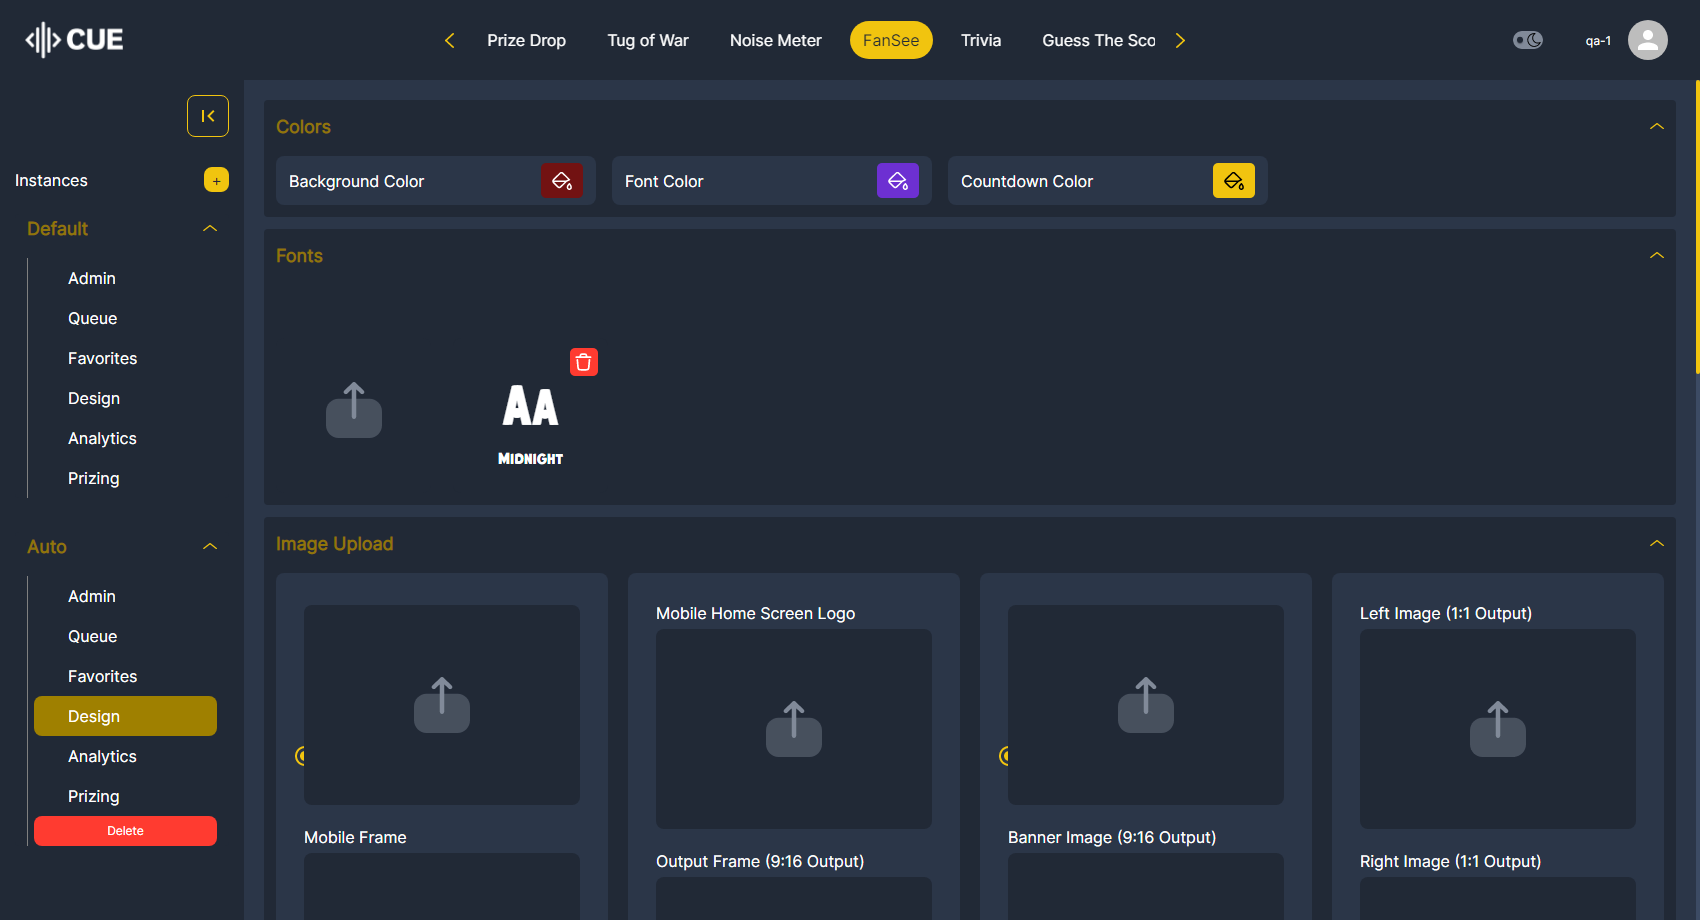 CUE
Prize Drop
Tug of War
Noise Meter
FanSee
Trivia
Guess The Sco
qa-1
Instances
+
Default
Admin
Queue
Favorites
Design
Analytics
Prizing
Auto
Admin
Queue
Favorites
Design
Analytics
Prizing
Delete
Colors
Background Color
Font Color
Countdown Color
Fonts
AA
MIDNIGHT
Image Upload
Mobile Home Screen Logo
Left Image (1:1 Output)
Mobile Frame
Banner Image (9:16 Output)
Output Frame (9:16 Output)
Right Image (1:1 Output)